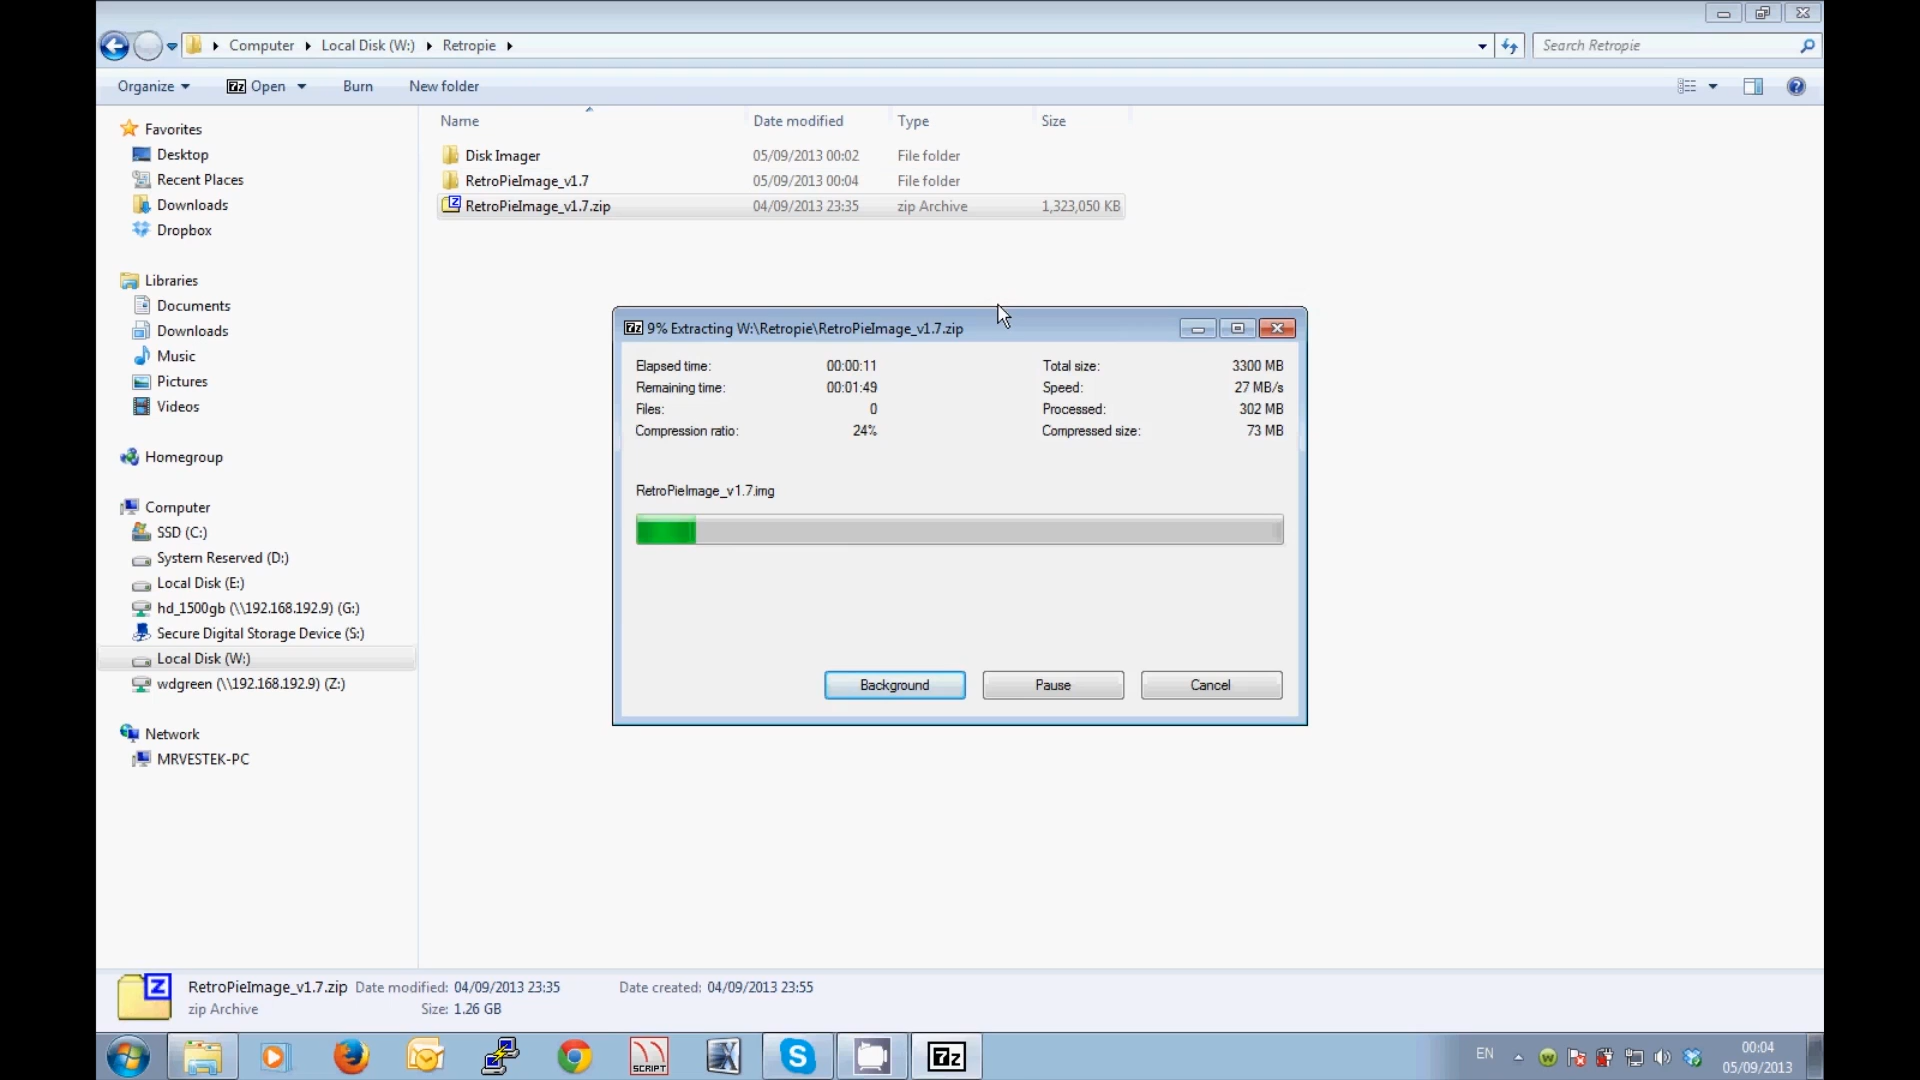 Computer Local Disk (W:) Retropie
Search Retropie
Organize Open Burn New folder
Name Date modified Type Size
Disk Imager 05/09/2013 00:02 File folder
RetroPieImage_v1.7 05/09/2013 00:04 File folder
RetroPieImage_v1.7.zip 04/09/2013 23:35 zip Archive 1,323,050 KB
Favorites
Desktop
Recent Places
Downloads
Dropbox
Libraries
Documents
Downloads
Music
Pictures
Videos
Homegroup
Computer
SSD (C:)
System Reserved (D:)
Local Disk (E:)
hd_1500gb (\\192.168.192.9) (G:)
Secure Digital Storage Device (S:)
Local Disk (W:)
wdgreen (\\192.168.192.9) (Z:)
Network
MRVESTEK-PC
7z 9% Extracting W:\Retropie\RetroPieImage_v1.7.zip
Elapsed time: 00:00:11 Total size: 3300 MB
Remaining time: 00:01:49 Speed: 27 MB/s
Files: 0 Processed: 302 MB
Compression ratio: 24% Compressed size: 73 MB
RetroPieImage_v1.7.img
Background Pause Cancel
RetroPieImage_v1.7.zip Date modified: 04/09/2013 23:35 Date created: 04/09/2013 23:55
zip Archive Size: 1.26 GB
SCRIPT
7z
EN
00:04
05/09/2013